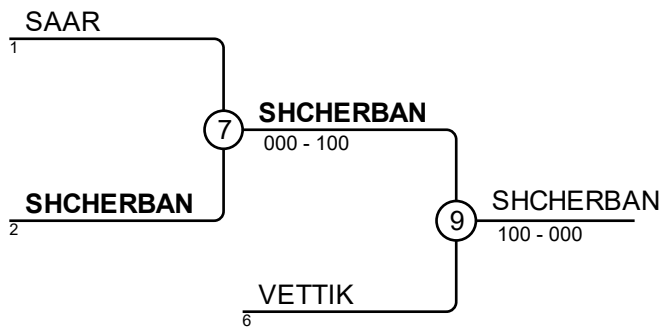 SAAR
1
7
SHCHERBAN
000 - 100
SHCHERBAN
2
SHCHERBAN
9
100 - 000
VETTIK
6